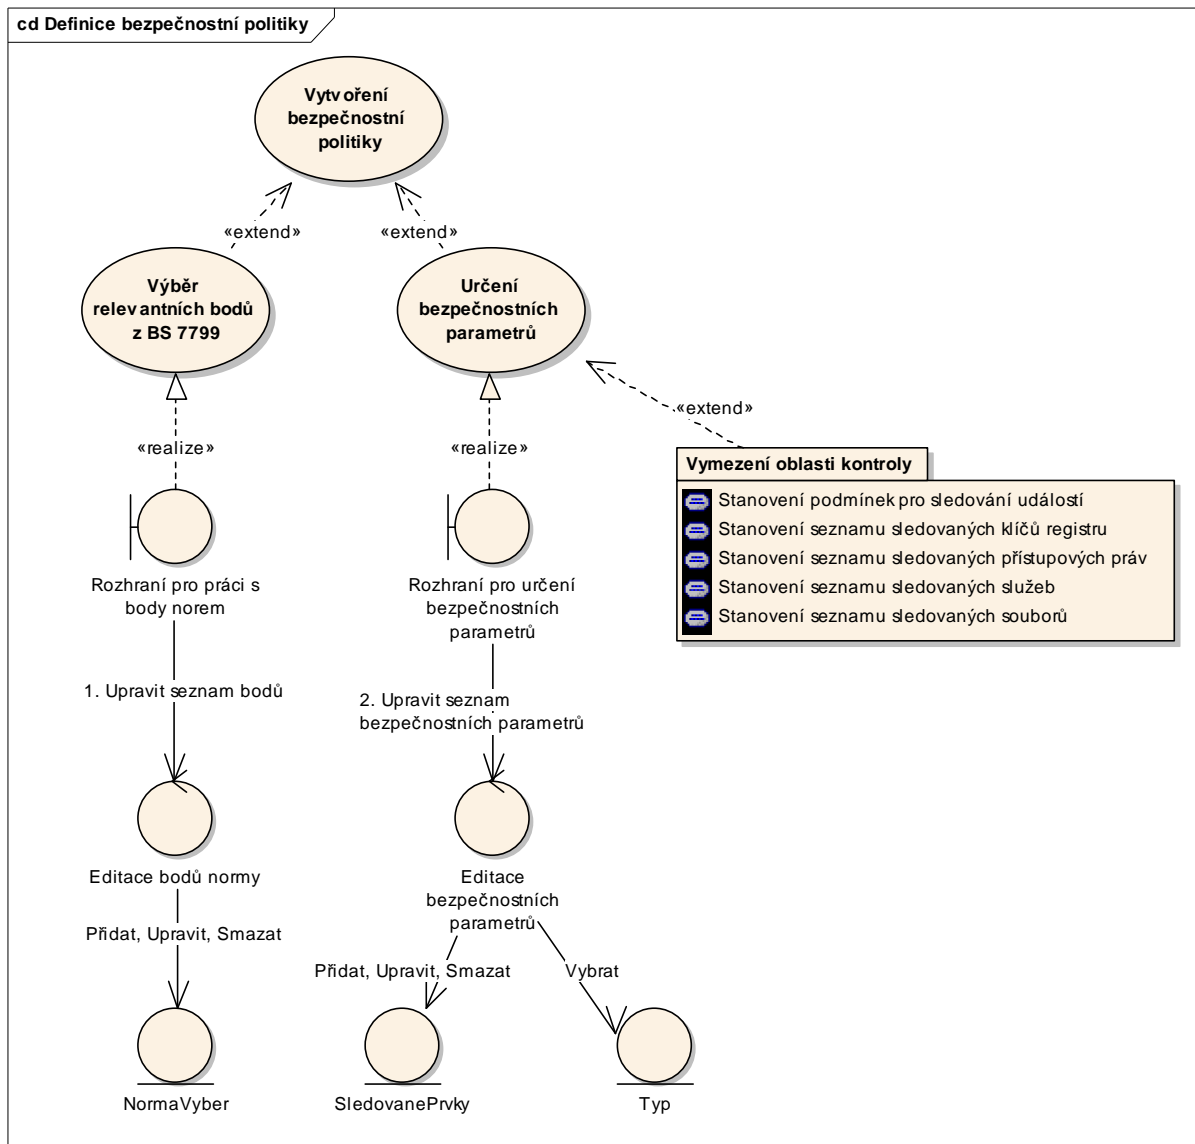 cd Definice bezpečnostní politiky
Vytvoření
bezpečnostní
politiky
«extend»
«extend»
Výběr
relevantních bodů
z BS 7799
Určení
bezpečnostních
parametrů
«extend»
«realize»
«realize»
Vymezení oblasti kontroly
Stanovení podmínek pro sledování událostí
Stanovení seznamu sledovaných klíčů registru
Stanovení seznamu sledovaných přístupových práv
Stanovení seznamu sledovaných služeb
Stanovení seznamu sledovaných souborů
Rozhraní pro práci s
body norem
Rozhraní pro určení
bezpečnostních
parametrů
1. Upravit seznam bodů
2. Upravit seznam
bezpečnostních parametrů
Editace bodů normy
Editace
bezpečnostních
parametrů
Přidat, Upravit, Smazat
Přidat, Upravit, Smazat
Vybrat
NormaVyber
SledovanePrvky
Typ